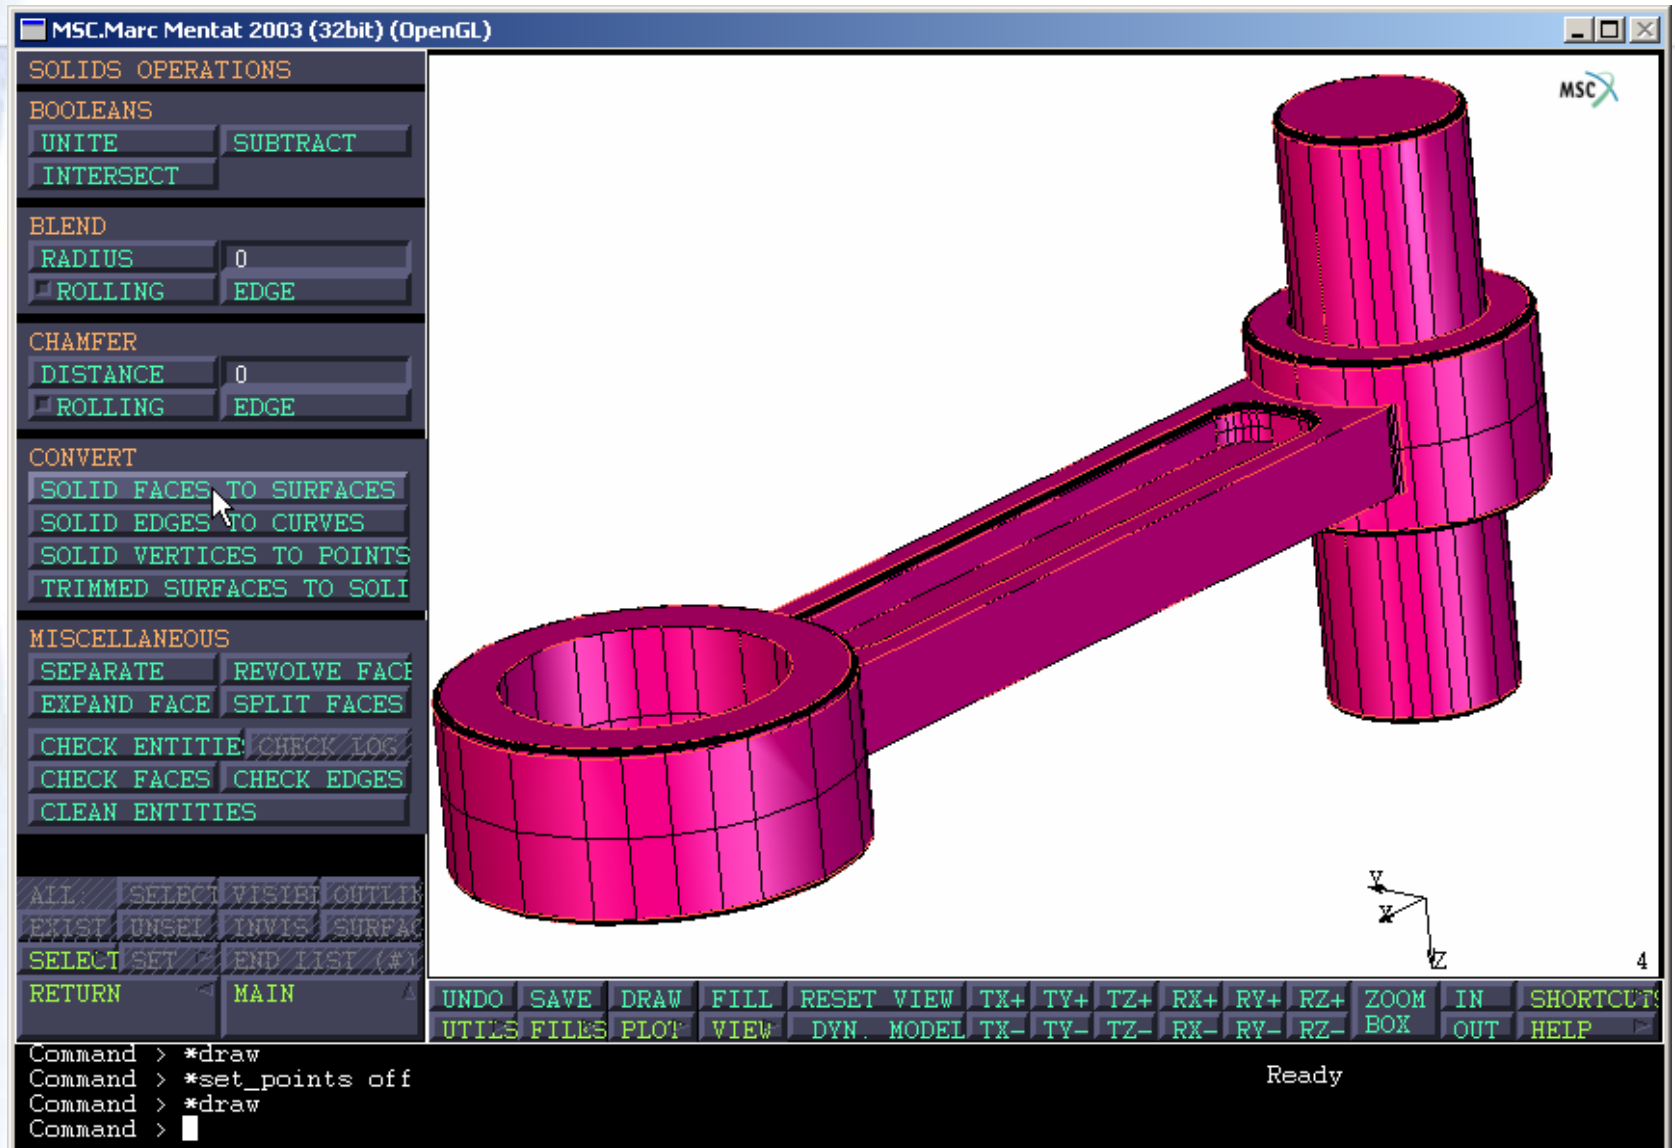 MSC.Marc Mentat 2003 (32bit) (OpenGL)
SOLIDS OPERATIONS
BOOLEANS
UNITE SUBTRACT
INTERSECT
BLEND
RADIUS 0
ROLLING EDGE
CHAMFER
DISTANCE 0
ROLLING EDGE
CONVERT
SOLID FACES TO SURFACES
SOLID EDGES TO CURVES
SOLID VERTICES TO POINTS
TRIMMED SURFACES TO SOLI
MISCELLANEOUS
SEPARATE REVOLVE FACE
EXPAND FACE SPLIT FACES
CHECK ENTITIE CHECK LOG
CHECK FACES CHECK EDGES
CLEAN ENTITIES
ALL: SELECT VISIBL OUTLIN
EXIST UNSEL INVIS SURFAC
SELECT SET END LIST (#)
RETURN MAIN
MSC
Y
X
Z
4
UNDO SAVE DRAW FILL RESET VIEW TX+ TY+ TZ+ RX+ RY+ RZ+ ZOOM IN SHORTCUTS
UTILS FILES PLOT VIEW DYN. MODEL TX- TY- TZ- RX- RY- RZ- BOX OUT HELP
Command > *draw
Command > *set_points off
Command > *draw
Command >
Ready